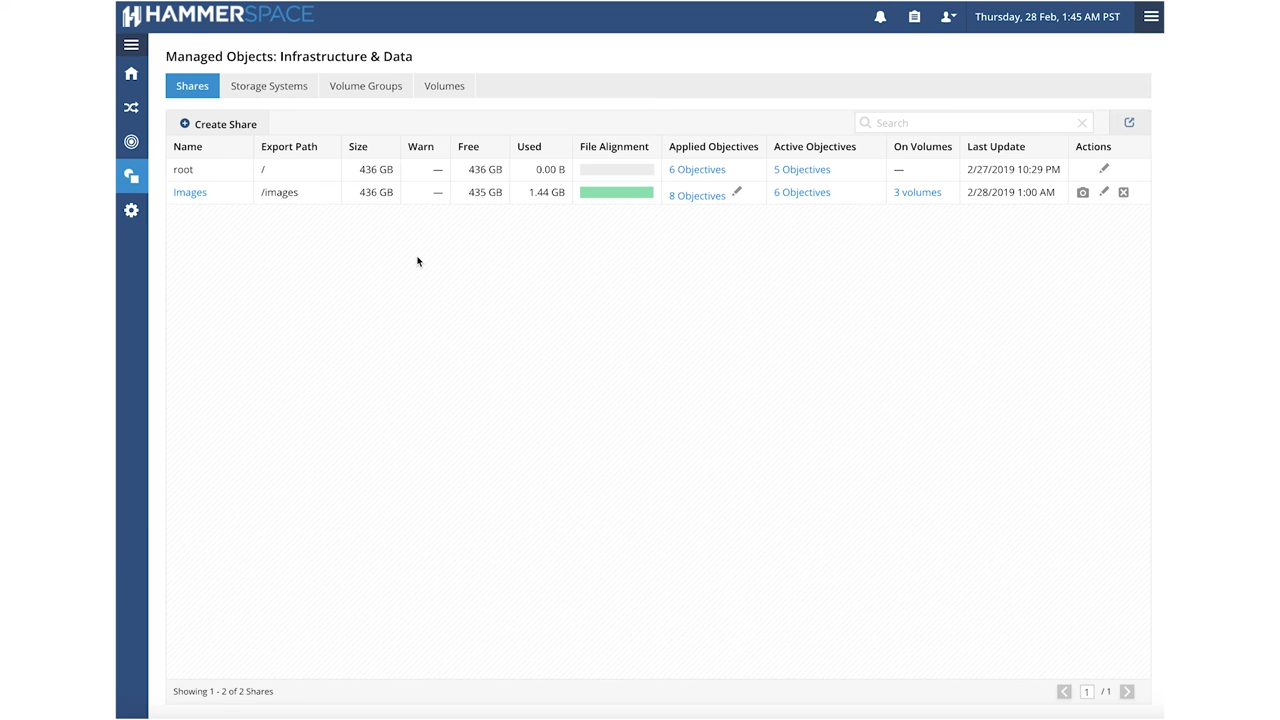 HAMMERSPACE
Thursday, 28 Feb, 1:45 AM PST
Managed Objects: Infrastructure & Data
Shares Storage Systems Volume Groups Volumes
Create Share Search
Name Export Path Size Warn Free Used File Alignment Applied Objectives Active Objectives On Volumes Last Update Actions
root / 436 GB — 436 GB 0.00 B 6 Objectives 5 Objectives — 2/27/2019 10:29 PM
Images /images 436 GB — 435 GB 1.44 GB 8 Objectives 6 Objectives 3 volumes 2/28/2019 1:00 AM
Showing 1 - 2 of 2 Shares 1 / 1